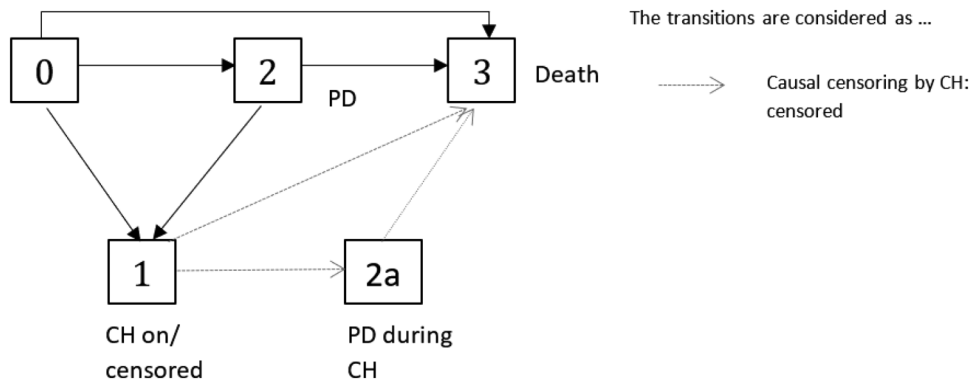 The transitions are considered as ...
0
2
3
Death
PD
Causal censoring by CH:
censored
1
2a
CH on/
censored
PD during
CH